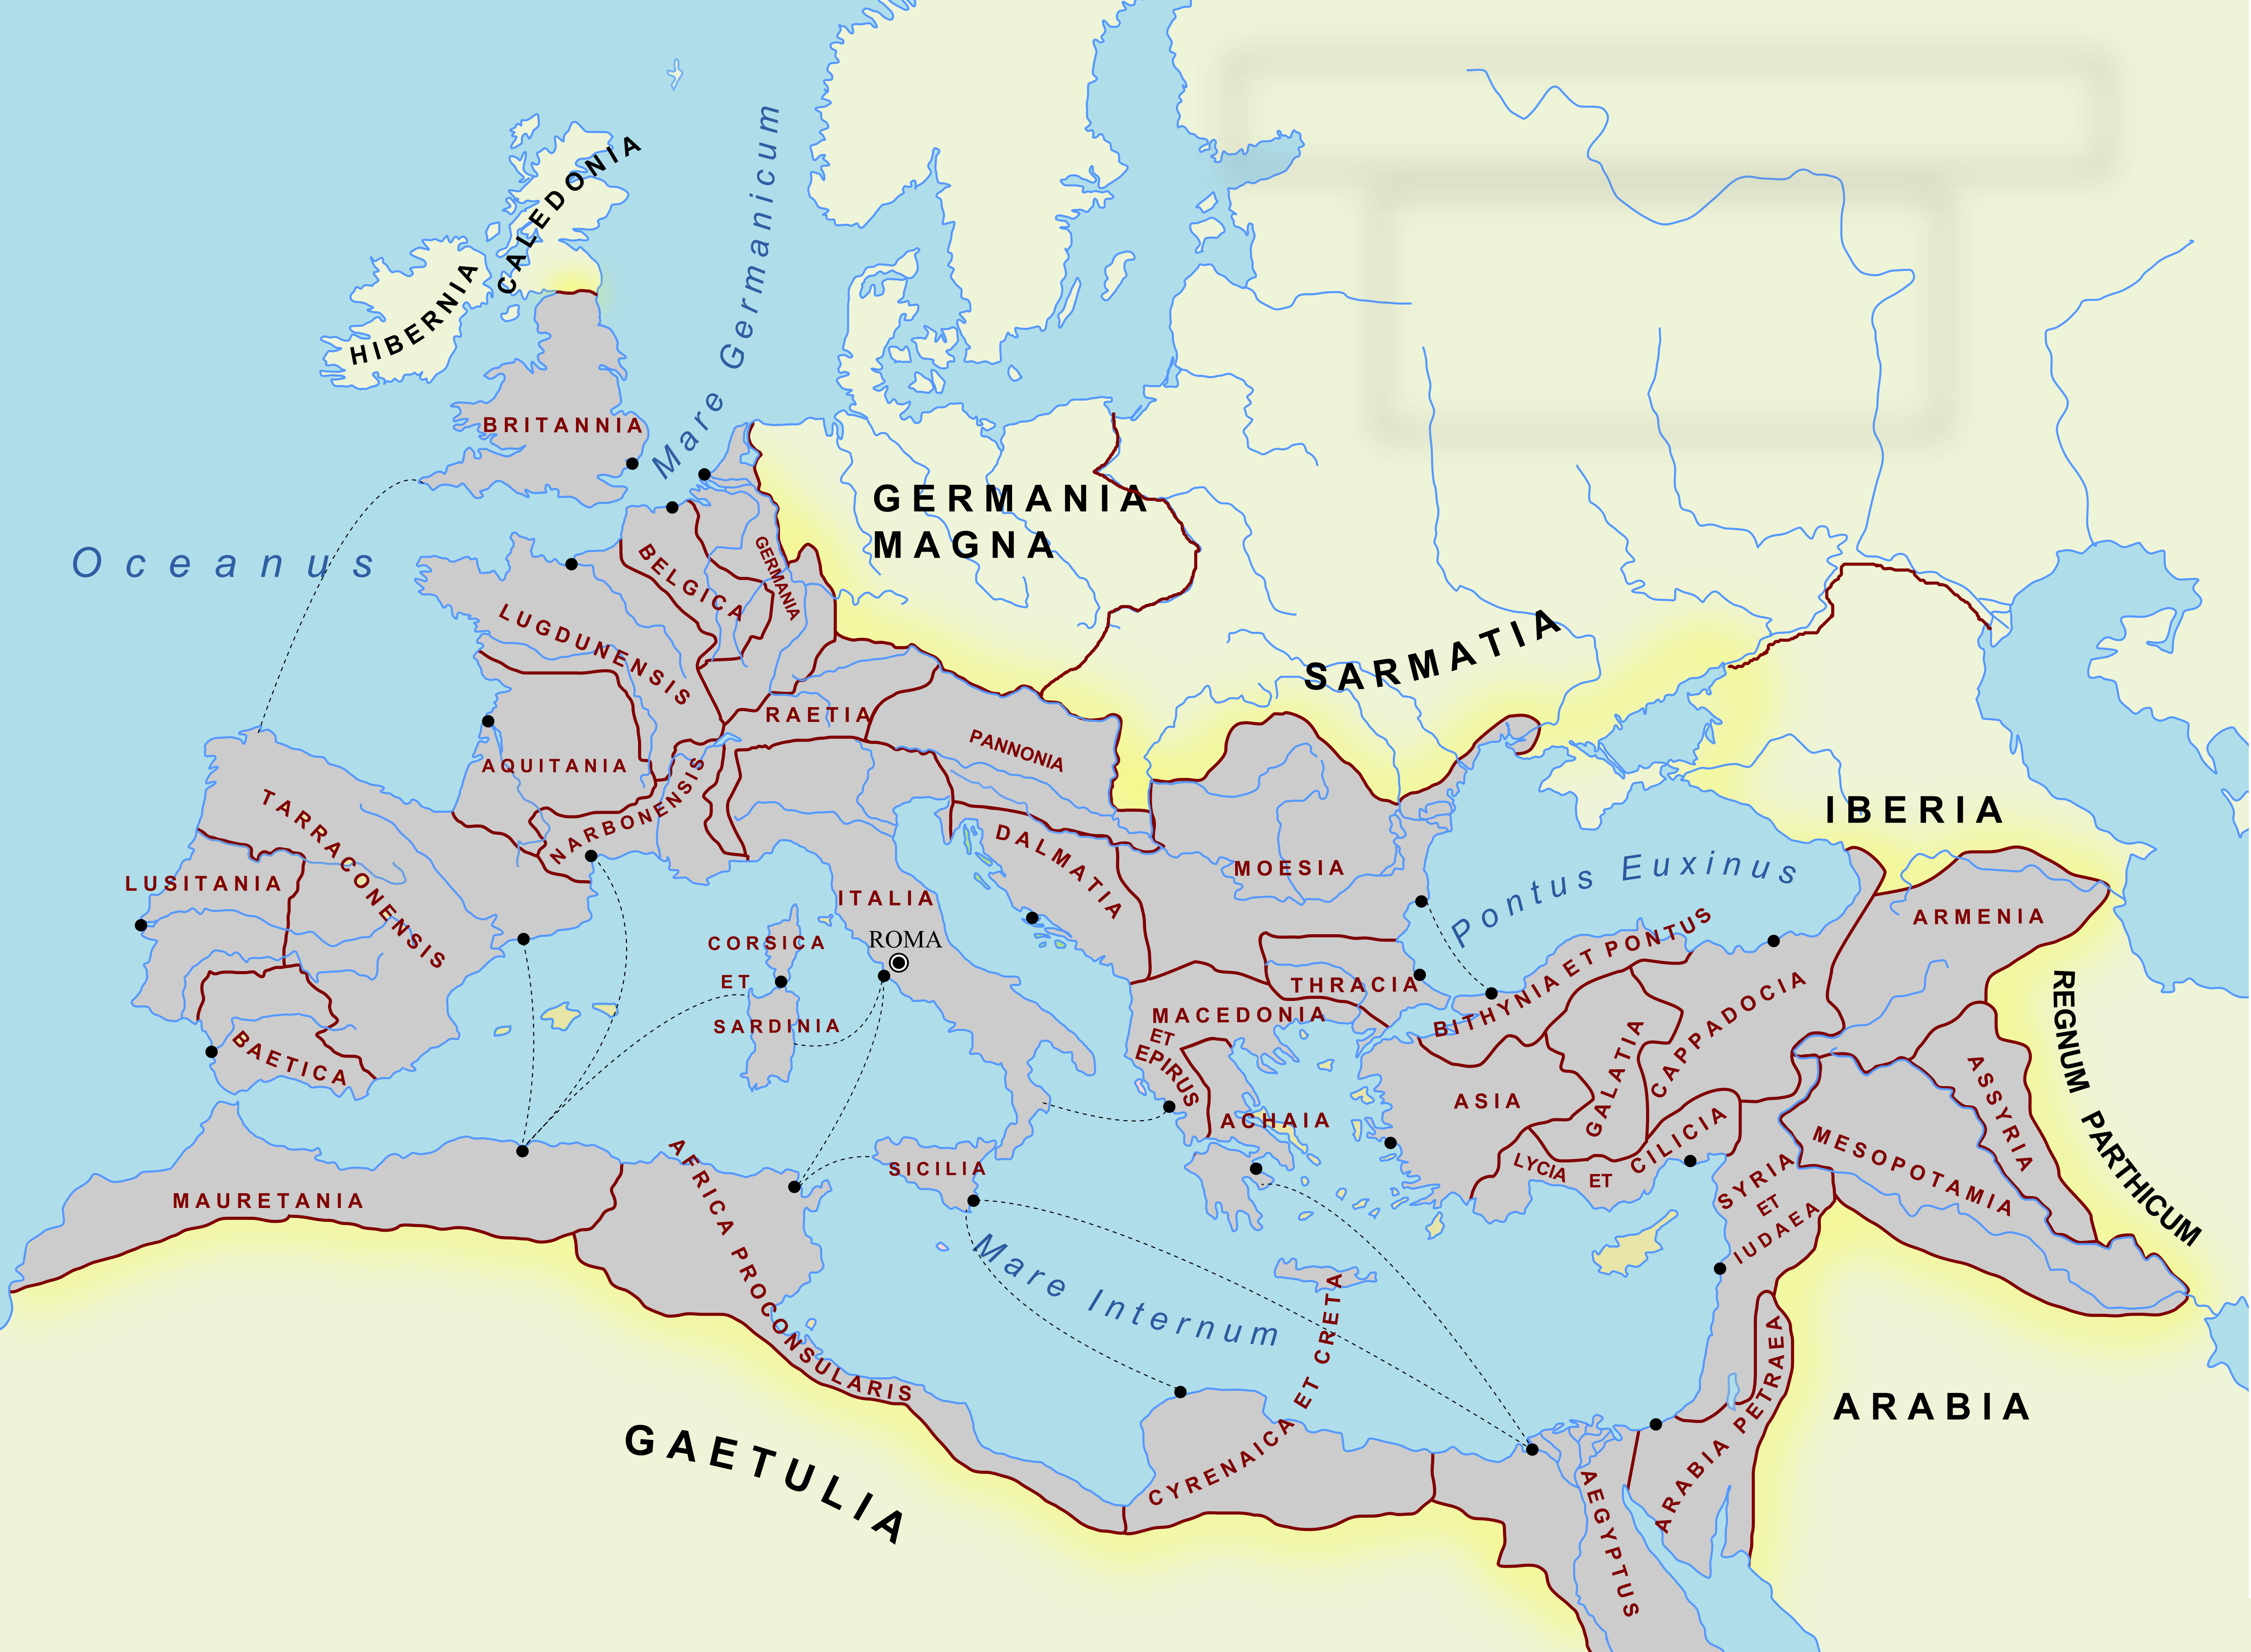 CALEDONIA
HIBERNIA
Mare Germanicum
BRITANNIA
Oceanus
GERMANIA
MAGNA
BELGICA
GERMANIA
LUGDUNENSIS
SARMATIA
RAETIA
PANNONIA
AQUITANIA
NARBONENSIS
TARRACONENSIS
LUSITANIA
BAETICA
DALMATIA
MOESIA
IBERIA
Pontus Euxinus
ITALIA
ROMA
CORSICA
ET
SARDINIA
THRACIA
MACEDONIA
ET
EPIRUS
ACHAIA
BITHYNIA ET PONTUS
ARMENIA
CAPPADOCIA
GALATIA
ASIA
LYCIA ET CILICIA
REGNUM PARTHICUM
ASSYRIA
MESOPOTAMIA
SYRIA
ET
IUDAEA
MAURETANIA
AFRICA PROCONSULARIS
SICILIA
Mare Internum
CYRENAICA ET CRETA
ARABIA PETRAEA
ARABIA
GAETULIA
AEGYPTUS